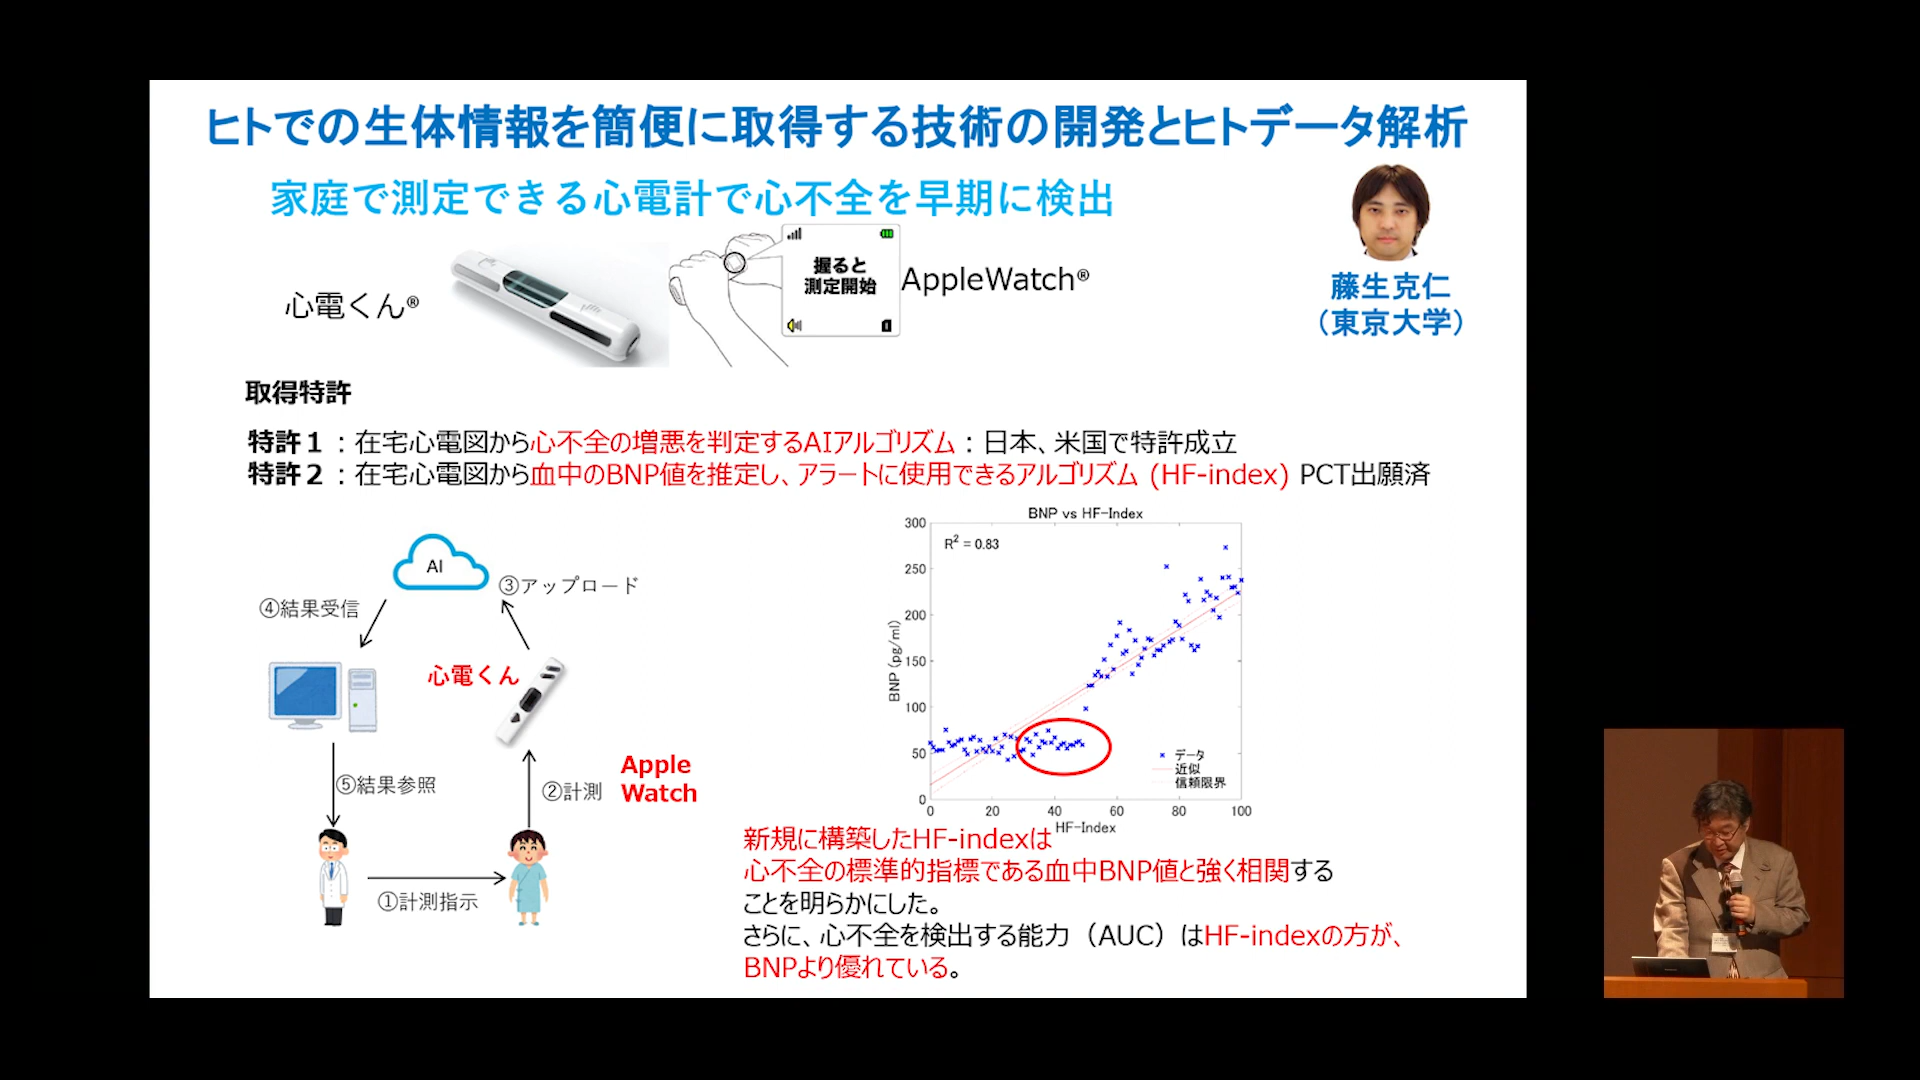 ヒトでの生体情報を簡便に取得する技術の開発とヒトデータ解析
家庭で測定できる心電計で心不全を早期に検出
心電くん®
握ると
測定開始
AppleWatch®
藤生克仁
（東京大学）
取得特許
特許１：在宅心電図から心不全の増悪を判定するAIアルゴリズム：日本、米国で特許成立
特許２：在宅心電図から血中のBNP値を推定し、アラートに使用できるアルゴリズム (HF-index) PCT出願済
AI
③アップロード
④結果受信
心電くん
⑤結果参照
②計測
Apple
Watch
①計測指示
BNP vs HF-Index
R² = 0.83
BNP (pg/ml)
300
250
200
150
100
50
0
0 20 40 60 80 100
HF-Index
データ
近似
信頼限界
新規に構築したHF-indexは
心不全の標準的指標である血中BNP値と強く相関する
ことを明らかにした。
さらに、心不全を検出する能力（AUC）はHF-indexの方が、
BNPより優れている。